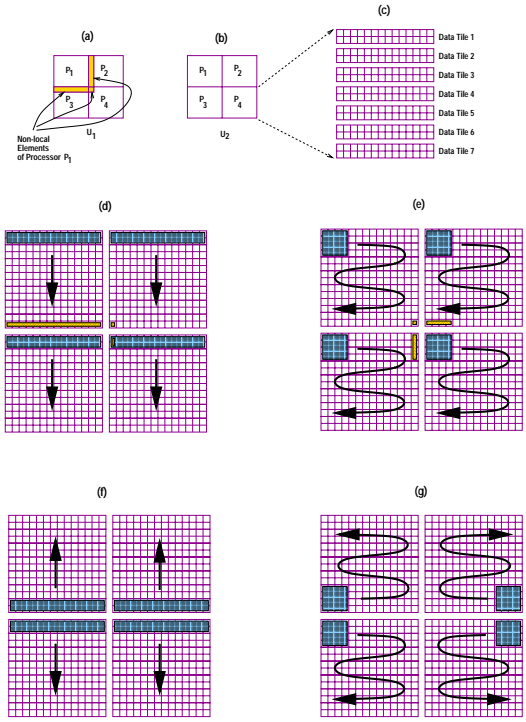 (a)
(b)
(c)
P1
P2
P3
P4
U1
Non-local
Elements
of Processor P1
P1
P2
P3
P4
U2
Data Tile 1
Data Tile 2
Data Tile 3
Data Tile 4
Data Tile 5
Data Tile 6
Data Tile 7
(d)
(e)
(f)
(g)